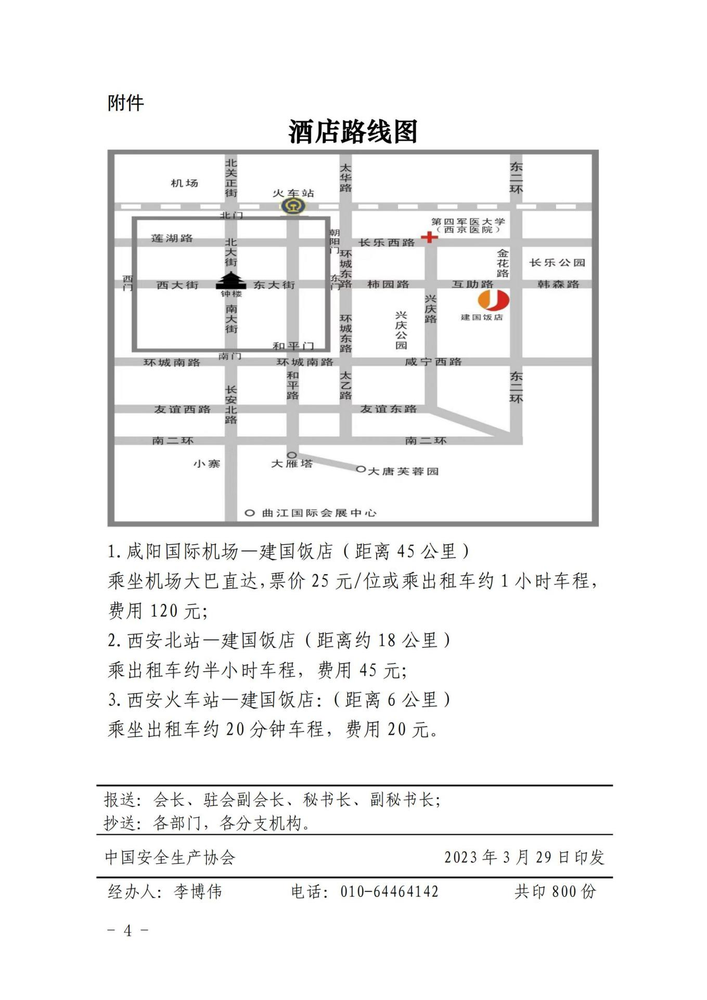 附件
酒店路线图
北关正街
太华路
东二环
机场
火车站
北门
第四军医大学
（西京医院）
莲湖路
北大街
朝阳门
长乐西路
环城东路
金花路
长乐公园
西门
西大街
钟楼
东大街
东门
柿园路
互助路
韩森路
南大街
兴庆路
建国饭店
环城东路
兴庆公园
和平门
南门
环城南路
环城南路
咸宁西路
长安北路
和平路
太乙路
东二环
友谊西路
友谊东路
南二环
南二环
小寨
大雁塔
大唐芙蓉园
曲江国际会展中心
1. 咸阳国际机场—建国饭店（距离 45 公里）
乘坐机场大巴直达，票价 25 元/位或乘出租车约 1 小时车程，
费用 120 元；
2. 西安北站—建国饭店（距离约 18 公里）
乘出租车约半小时车程，费用 45 元；
3. 西安火车站—建国饭店：（距离 6 公里）
乘坐出租车约 20 分钟车程，费用 20 元。
报送：会长、驻会副会长、秘书长、副秘书长；
抄送：各部门，各分支机构。
中国安全生产协会 2023 年 3 月 29 日印发
经办人：李博伟 电话：010-64464142 共印 800 份
- 4 -